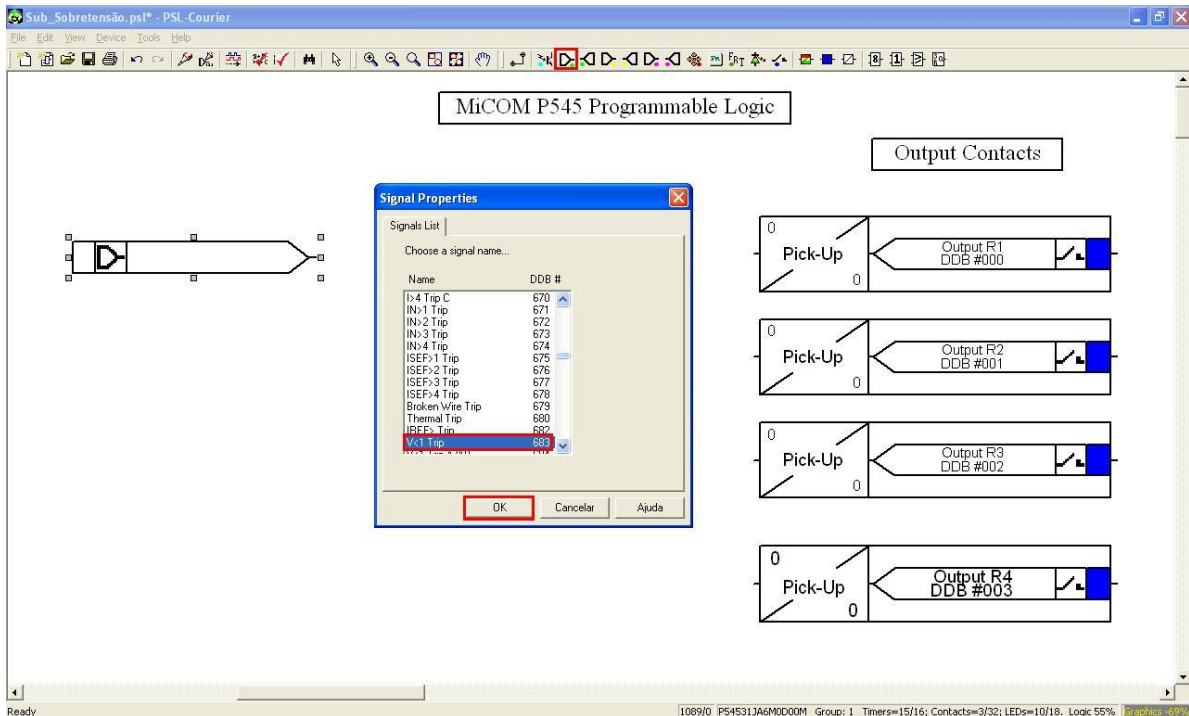 Sub_Sobretensão.psl* - PSL-Courier
File Edit View Device Tools Help
MiCOM P545 Programmable Logic
Output Contacts
Signal Properties
Signals List
Choose a signal name...
Name DDB #
I>4 Trip C 670
IN>1 Trip 671
IN>2 Trip 672
IN>3 Trip 673
IN>4 Trip 674
ISEF>1 Trip 675
ISEF>2 Trip 676
ISEF>3 Trip 677
ISEF>4 Trip 678
Broken Wire Trip 679
Thermal Trip 680
IREF> Trip 682
V<1 Trip 683
OK Cancelar Ajuda
0
Pick-Up
0
Output R1
DDB #000
0
Pick-Up
0
Output R2
DDB #001
0
Pick-Up
0
Output R3
DDB #002
0
Pick-Up
0
Output R4
DDB #003
Ready
1089/0 P54531JA6M0D00M Group: 1 Timers=15/16; Contacts=3/32; LEDs=10/18. Logic 55% Graphics -69%